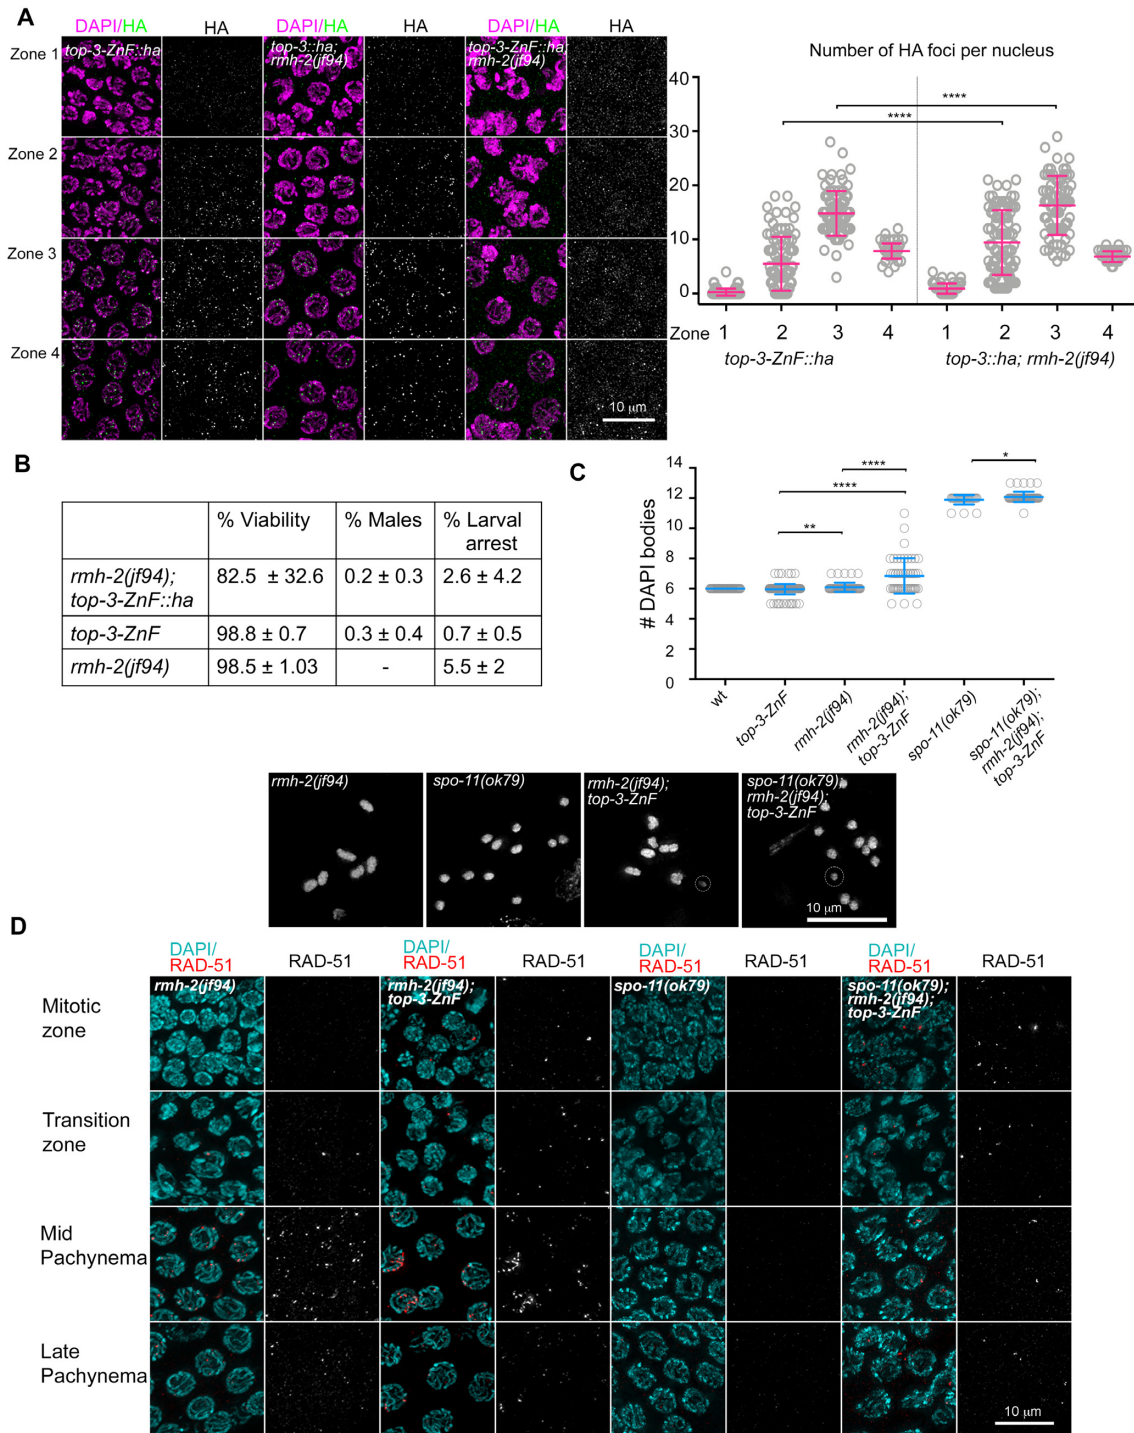 A
DAPI/HA HA DAPI/HA HA DAPI/HA HA
Zone 1
top-3-ZnF::ha
top-3::ha;
rmh-2(jf94)
top-3-ZnF::ha;
rmh-2(jf94)
Zone 2
Zone 3
Zone 4
10 µm
Number of HA foci per nucleus
40
30
20
10
0
****
****
Zone 1 2 3 4 1 2 3 4
top-3-ZnF::ha top-3::ha; rmh-2(jf94)
B
% Viability % Males % Larval arrest
rmh-2(jf94); top-3-ZnF::ha 82.5 ± 32.6 0.2 ± 0.3 2.6 ± 4.2
top-3-ZnF 98.8 ± 0.7 0.3 ± 0.4 0.7 ± 0.5
rmh-2(jf94) 98.5 ± 1.03 - 5.5 ± 2
C
# DAPI bodies
14
12
10
8
6
4
2
0
****
****
**
*
wt
top-3-ZnF
rmh-2(jf94)
rmh-2(jf94);
top-3-ZnF
spo-11(ok79)
spo-11(ok79);
rmh-2(jf94);
top-3-ZnF
rmh-2(jf94)
spo-11(ok79)
rmh-2(jf94);
top-3-ZnF
spo-11(ok79);
rmh-2(jf94);
top-3-ZnF
10 µm
D
DAPI/
RAD-51 RAD-51
DAPI/
RAD-51 RAD-51
DAPI/
RAD-51 RAD-51
DAPI/
RAD-51 RAD-51
rmh-2(jf94)
rmh-2(jf94);
top-3-ZnF
spo-11(ok79)
spo-11(ok79);
rmh-2(jf94);
top-3-ZnF
Mitotic
zone
Transition
zone
Mid
Pachynema
Late
Pachynema
10 µm